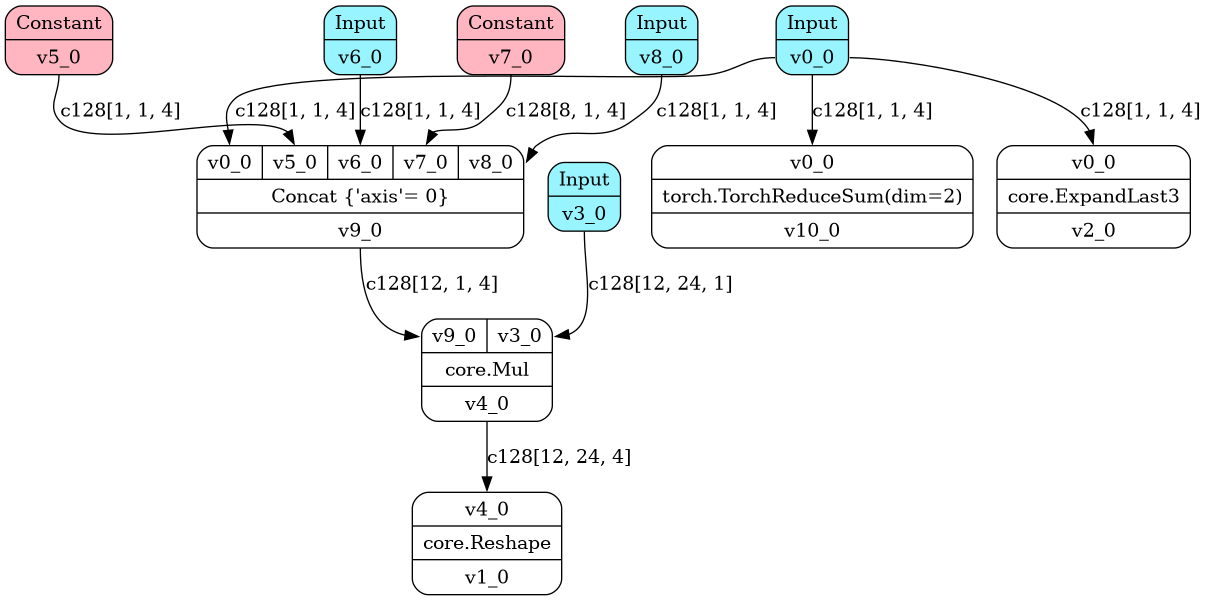 Constant
v5_0
Input
v6_0
Constant
v7_0
Input
v8_0
Input
v0_0
c128[1, 1, 4]
c128[1, 1, 4]
c128[1, 1, 4]
c128[8, 1, 4]
c128[1, 1, 4]
c128[1, 1, 4]
c128[1, 1, 4]
v0_0 v5_0 v6_0 v7_0 v8_0
Concat {'axis'= 0}
v9_0
Input
v3_0
v0_0
torch.TorchReduceSum(dim=2)
v10_0
v0_0
core.ExpandLast3
v2_0
c128[12, 1, 4]
c128[12, 24, 1]
v9_0 v3_0
core.Mul
v4_0
c128[12, 24, 4]
v4_0
core.Reshape
v1_0